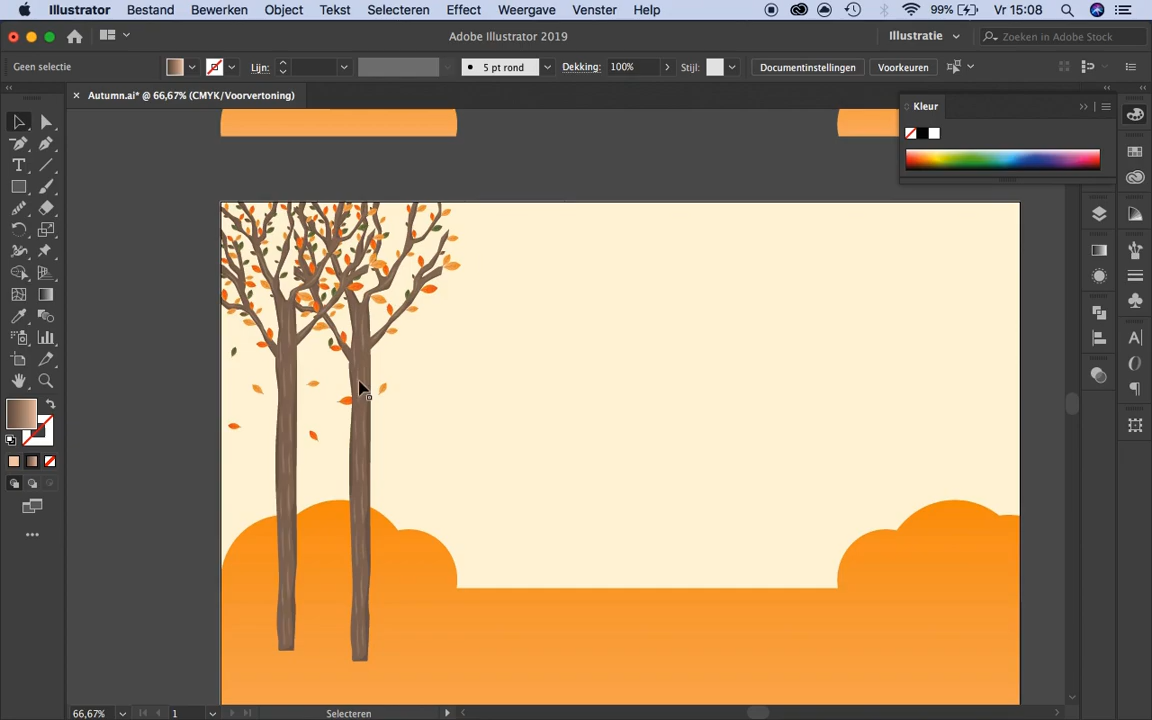 Illustrator Bestand Bewerken Object Tekst Selecteren Effect Weergave Venster Help 99% Vr 15:08
Adobe Illustrator 2019 Illustratie Zoeken in Adobe Stock
Geen selectie Lijn: 5 pt rond Dekking: 100% Stijl: Documentinstellingen Voorkeuren
× Autumn.ai* @ 66,67% (CMYK/Voorvertoning)
Kleur
66,67% 1 Selecteren